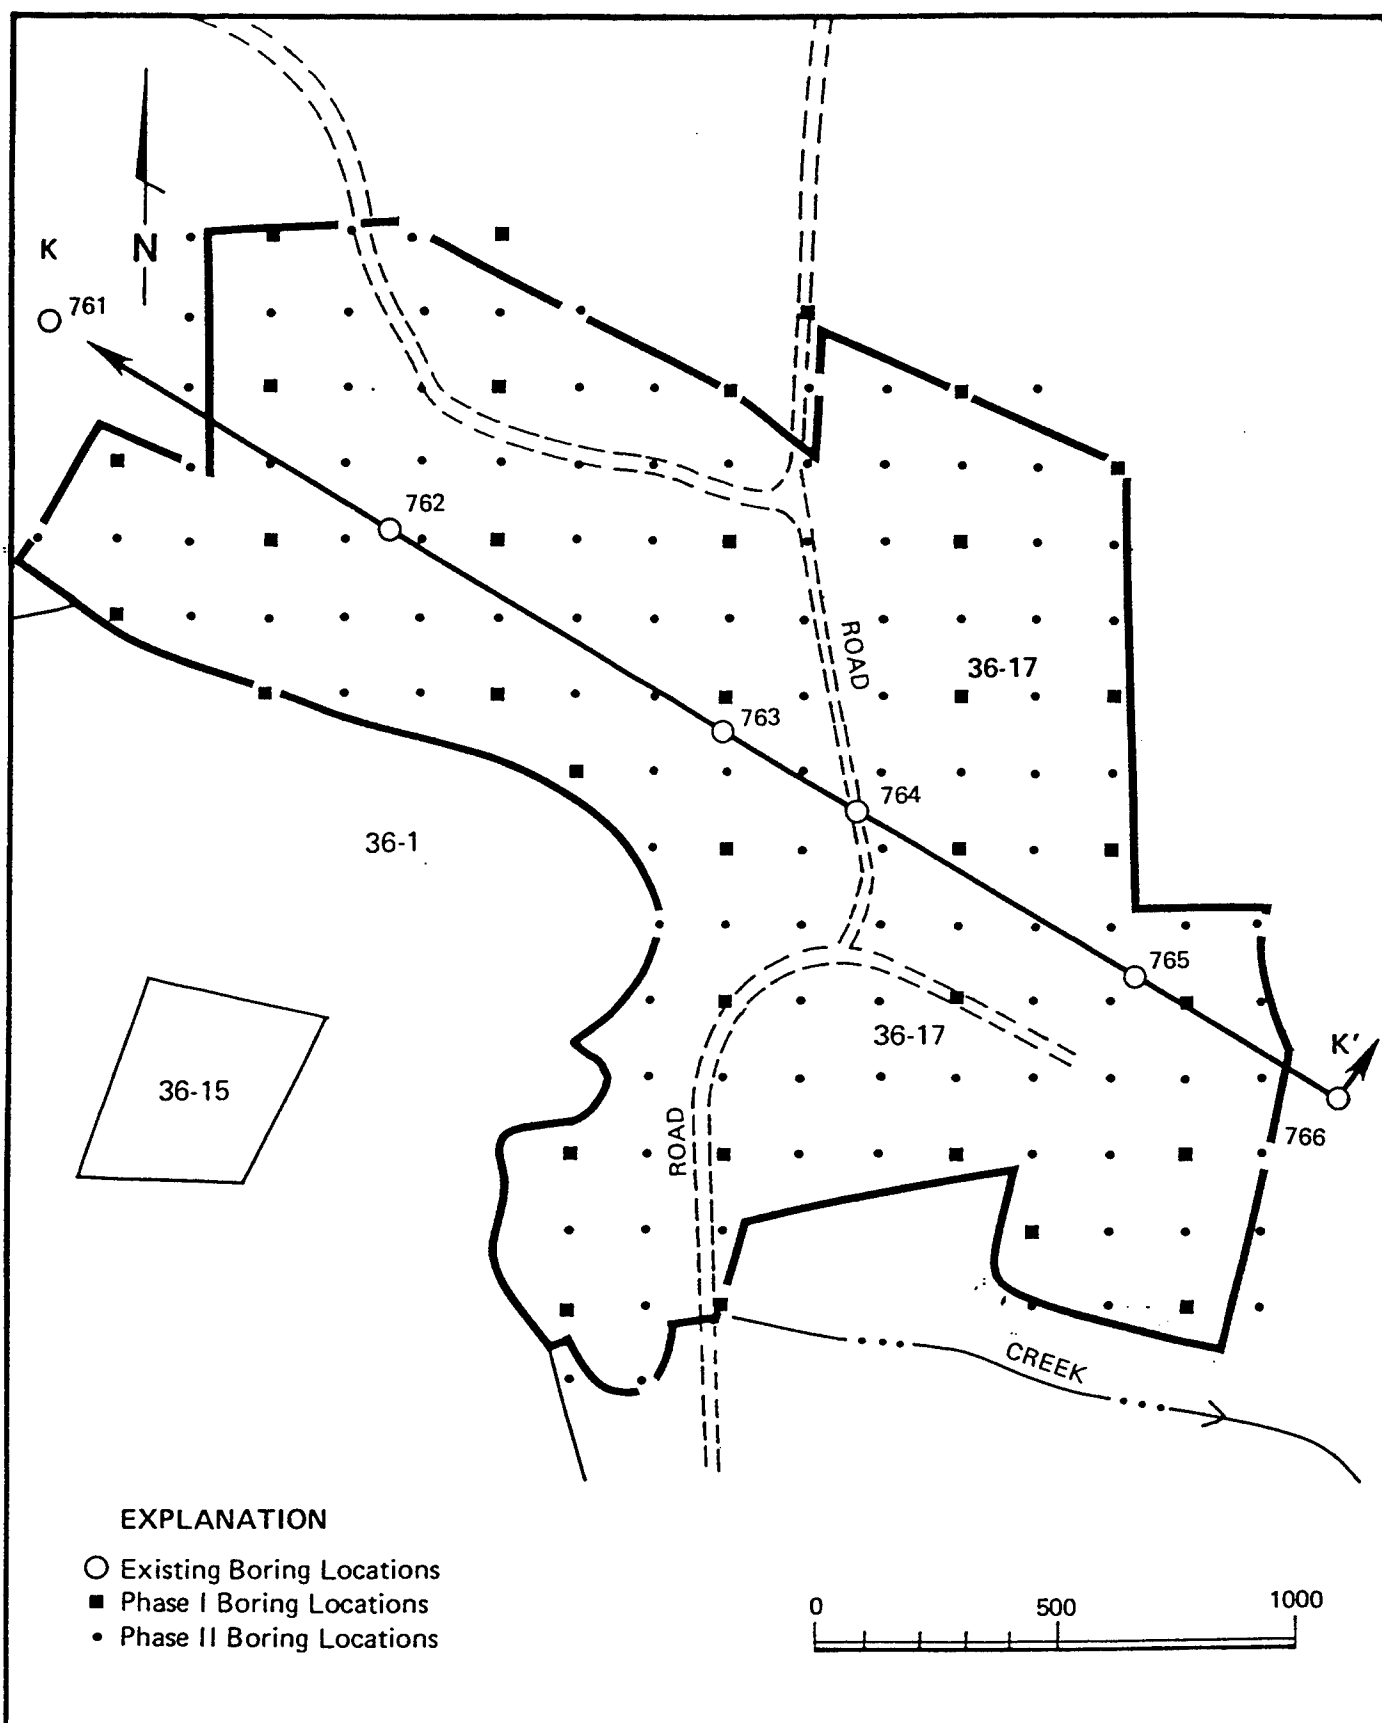 K
N
761
762
ROAD
36-17
763
764
36-1
765
36-17
K'
36-15
ROAD
766
CREEK
EXPLANATION
Existing Boring Locations
Phase I Boring Locations
Phase II Boring Locations
0 500 1000